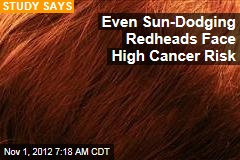 STUDY SAYS
Even Sun-Dodging
Redheads Face
High Cancer Risk
Nov 1, 2012 7:18 AM CDT